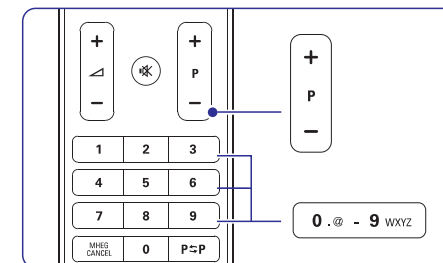 + + +
P P
− − −
1 2 3
4 5 6
7 8 9
0 .@ - 9 WXYZ
MHEG
CANCEL 0 P⇆P